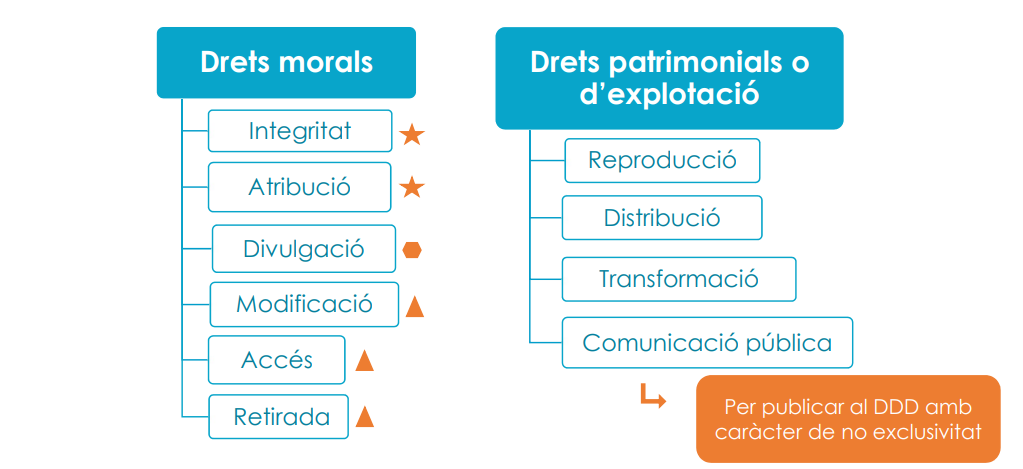 Drets morals
Integritat
Atribució
Divulgació
Modificació
Accés
Retirada
Drets patrimonials o
d'explotació
Reproducció
Distribució
Transformació
Comunicació pública
Per publicar al DDD amb
caràcter de no exclusivitat